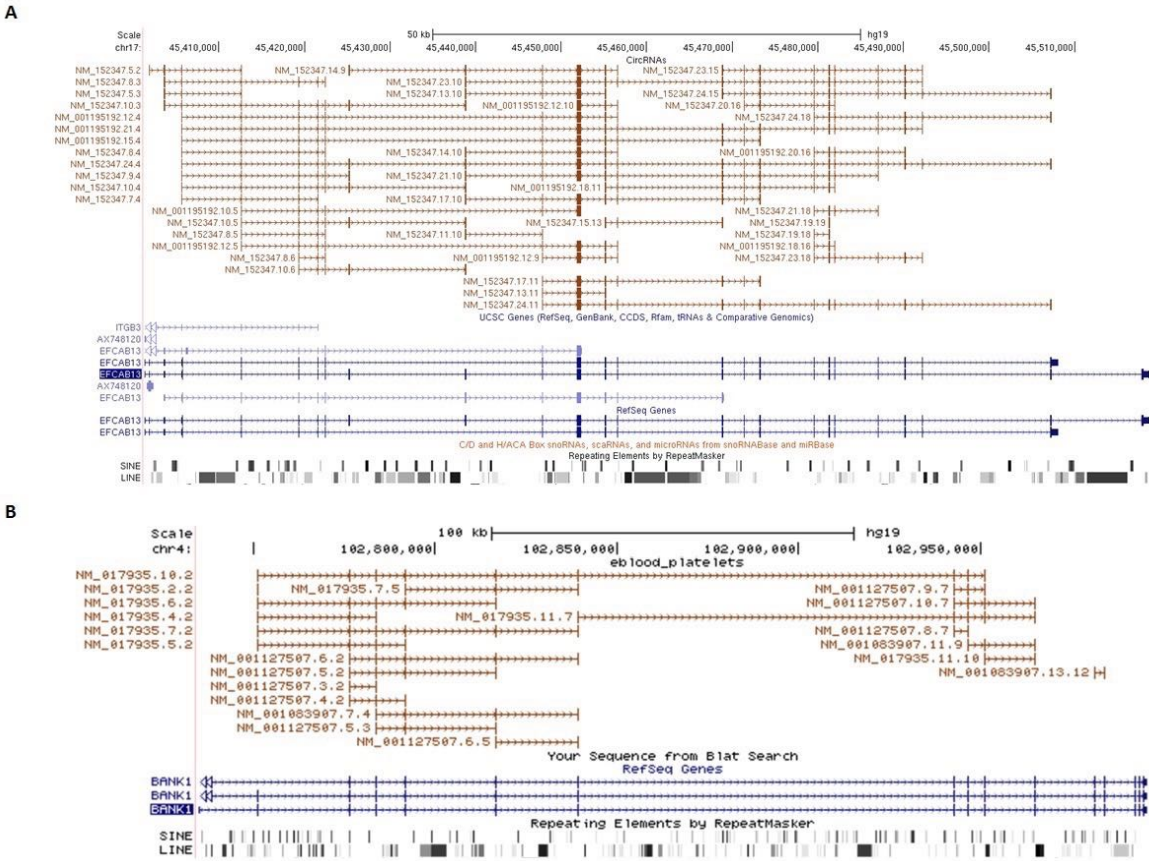 A
Scale 50 kb hg19
chr17: 45,410,000 45,420,000 45,430,000 45,440,000 45,450,000 45,460,000 45,470,000 45,480,000 45,490,000 45,500,000 45,510,000
CircRNAs
NM_152347.5.2 NM_152347.14.9 NM_152347.23.15
NM_152347.8.3 NM_152347.23.10
NM_152347.5.3 NM_152347.13.10 NM_152347.24.15
NM_152347.10.3 NM_001195192.12.10 NM_152347.20.16
NM_001195192.12.4 NM_152347.24.18
NM_001195192.21.4
NM_001195192.15.4
NM_152347.8.4 NM_152347.14.10 NM_001195192.20.16
NM_152347.24.4
NM_152347.9.4 NM_152347.21.10
NM_152347.10.4 NM_001195192.18.11
NM_152347.7.4 NM_152347.17.10
NM_001195192.10.5 NM_152347.21.18
NM_152347.10.5 NM_152347.15.13 NM_152347.19.19
NM_152347.8.5 NM_152347.11.10 NM_152347.19.18
NM_001195192.12.5 NM_001195192.18.16
NM_152347.8.6 NM_001195192.12.9 NM_152347.23.18
NM_152347.10.6
NM_152347.17.11
NM_152347.13.11
NM_152347.24.11
UCSC Genes (RefSeq, GenBank, CCDS, Rfam, tRNAs & Comparative Genomics)
ITGB3
AX748120
EFCAB13
EFCAB13
EFCAB13
AX748120
EFCAB13
RefSeq Genes
EFCAB13
EFCAB13
C/D and H/ACA Box snoRNAs, scaRNAs, and microRNAs from snoRNABase and miRBase
Repeating Elements by RepeatMasker
SINE
LINE
B
Scale 100 kb hg19
chr4: 102,800,000 102,850,000 102,900,000 102,950,000
eblood_platelets
NM_017935.10.2
NM_017935.2.2 NM_017935.7.5 NM_001127507.9.7
NM_017935.6.2 NM_001127507.10.7
NM_017935.4.2 NM_017935.11.7
NM_017935.7.2 NM_001127507.8.7
NM_017935.5.2 NM_001083907.11.9
NM_001127507.6.2 NM_017935.11.10
NM_001127507.5.2 NM_001083907.13.12
NM_001127507.3.2
NM_001127507.4.2
NM_001083907.7.4
NM_001127507.5.3
NM_001127507.6.5
Your Sequence from Blat Search
RefSeq Genes
BANK1
BANK1
BANK1
Repeating Elements by RepeatMasker
SINE
LINE